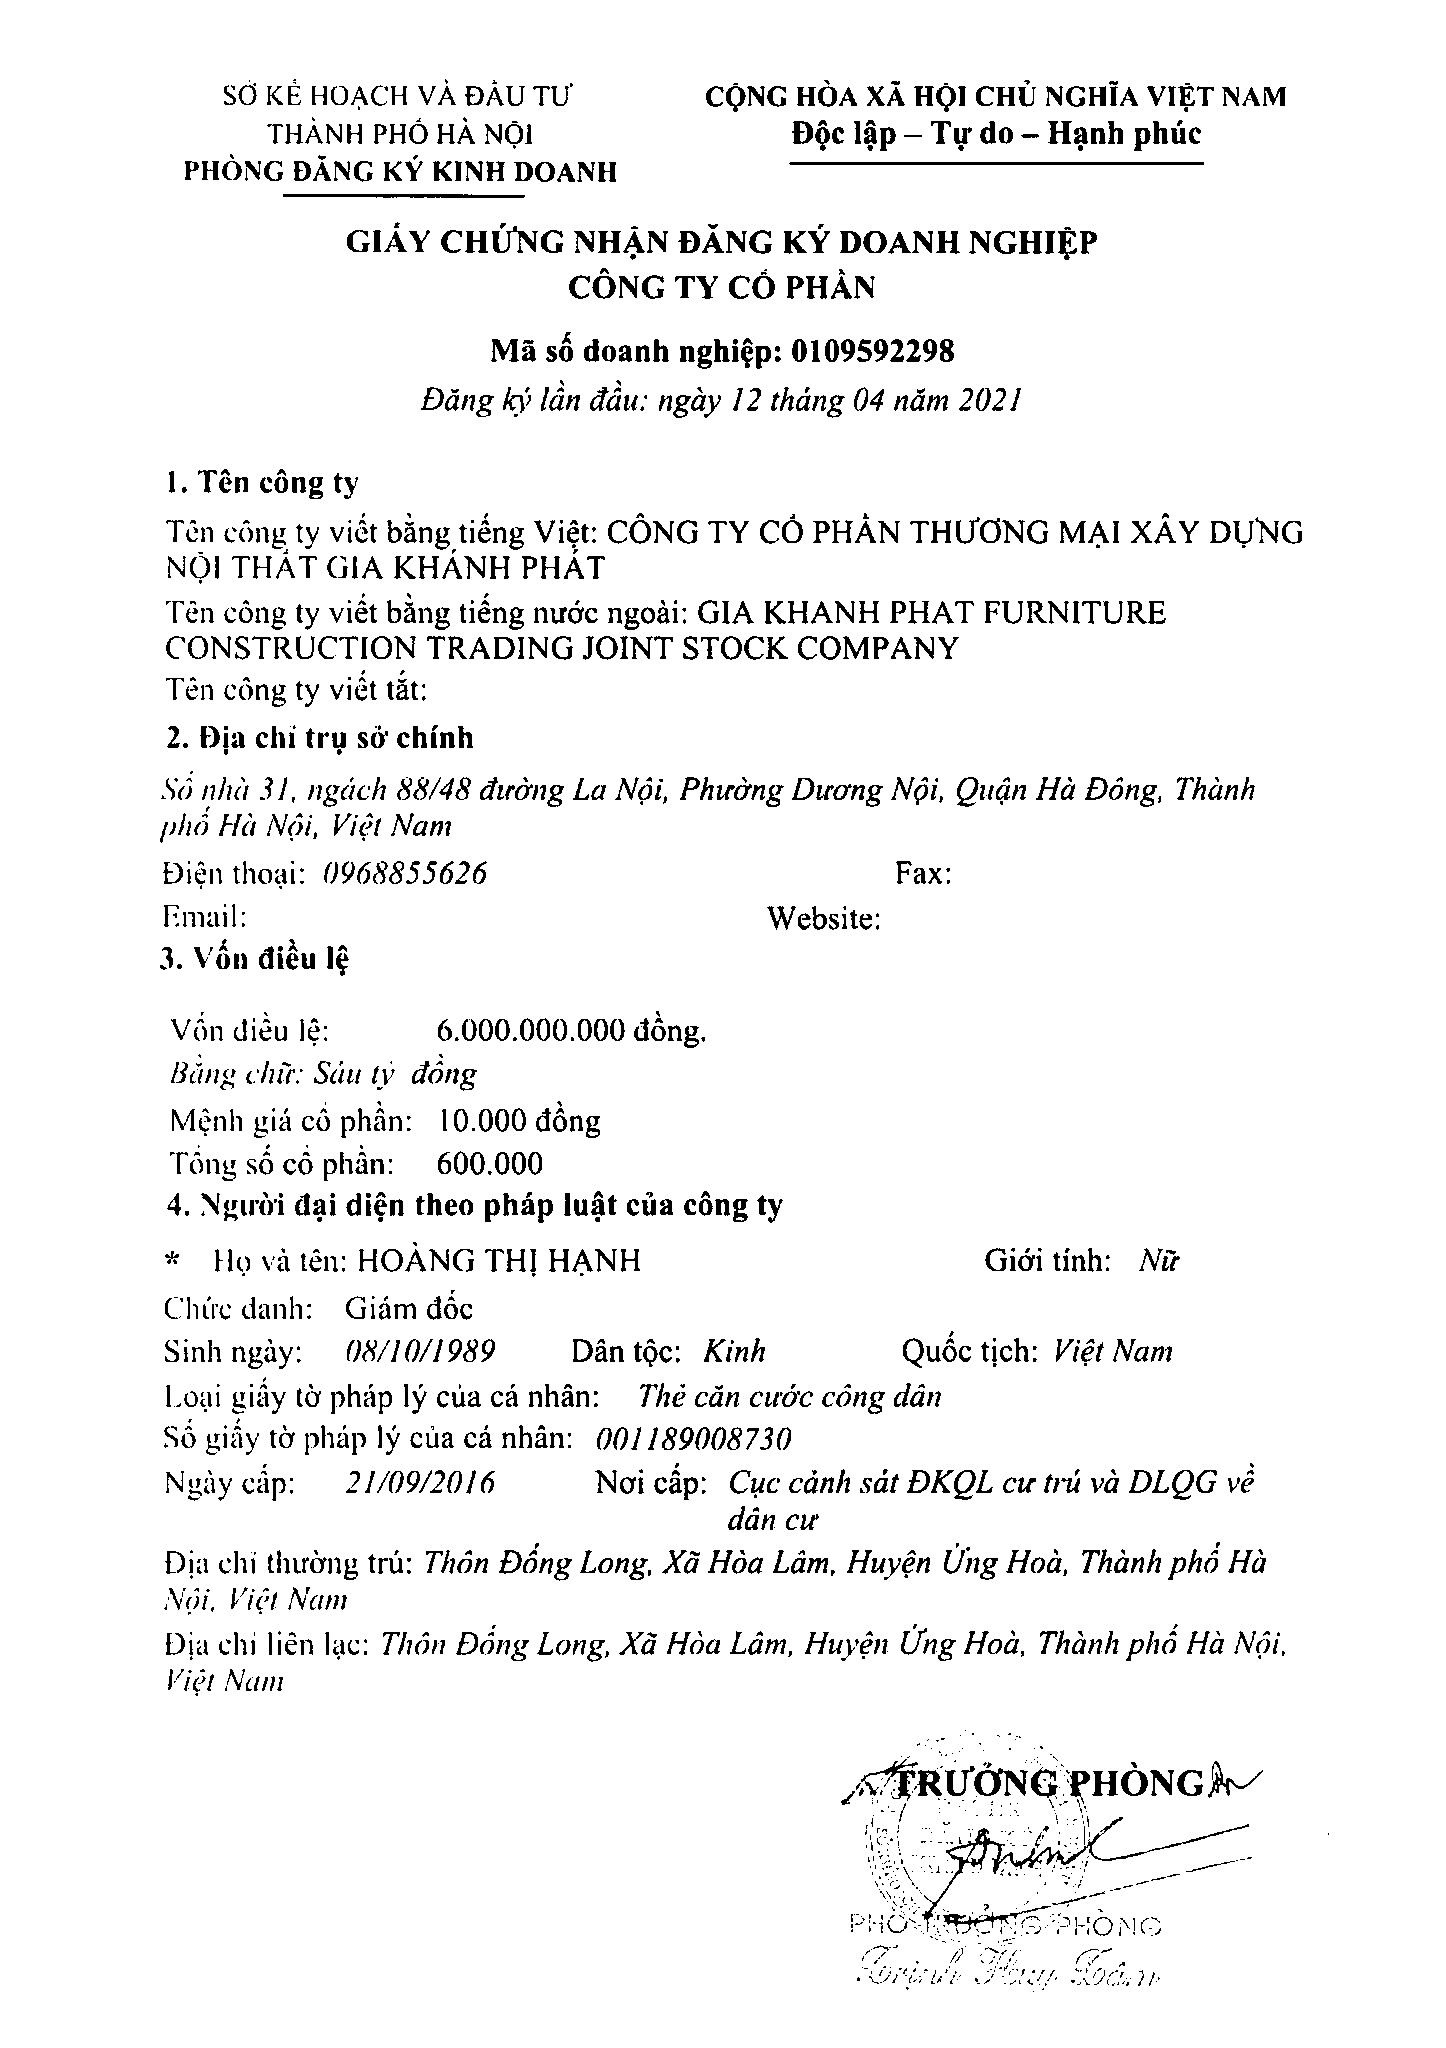 SỞ KẾ HOẠCH VÀ ĐẦU TƯ
THÀNH PHỐ HÀ NỘI
PHÒNG ĐĂNG KÝ KINH DOANH
CỘNG HÒA XÃ HỘI CHỦ NGHĨA VIỆT NAM
Độc lập – Tự do – Hạnh phúc
GIẤY CHỨNG NHẬN ĐĂNG KÝ DOANH NGHIỆP
CÔNG TY CỔ PHẦN
Mã số doanh nghiệp: 0109592298
Đăng ký lần đầu: ngày 12 tháng 04 năm 2021
1. Tên công ty
Tên công ty viết bằng tiếng Việt: CÔNG TY CỔ PHẦN THƯƠNG MẠI XÂY DỰNG
NỘI THẤT GIA KHÁNH PHÁT
Tên công ty viết bằng tiếng nước ngoài: GIA KHANH PHAT FURNITURE
CONSTRUCTION TRADING JOINT STOCK COMPANY
Tên công ty viết tắt:
2. Địa chỉ trụ sở chính
Số nhà 31, ngách 88/48 đường La Nội, Phường Dương Nội, Quận Hà Đông, Thành
phố Hà Nội, Việt Nam
Điện thoại: 0968855626 Fax:
Email: Website:
3. Vốn điều lệ
Vốn điều lệ: 6.000.000.000 đồng.
Bằng chữ: Sáu tỷ đồng
Mệnh giá cổ phần: 10.000 đồng
Tổng số cổ phần: 600.000
4. Người đại diện theo pháp luật của công ty
* Họ và tên: HOÀNG THỊ HẠNH Giới tính: Nữ
Chức danh: Giám đốc
Sinh ngày: 08/10/1989 Dân tộc: Kinh Quốc tịch: Việt Nam
Loại giấy tờ pháp lý của cá nhân: Thẻ căn cước công dân
Số giấy tờ pháp lý của cá nhân: 001189008730
Ngày cấp: 21/09/2016 Nơi cấp: Cục cảnh sát ĐKQL cư trú và DLQG về
dân cư
Địa chỉ thường trú: Thôn Đống Long, Xã Hòa Lâm, Huyện Ứng Hoà, Thành phố Hà
Nội, Việt Nam
Địa chỉ liên lạc: Thôn Đống Long, Xã Hòa Lâm, Huyện Ứng Hoà, Thành phố Hà Nội,
Việt Nam
TRƯỞNG PHÒNG
PHÓ TRƯỞNG PHÒNG
Trịnh Huy Tâm